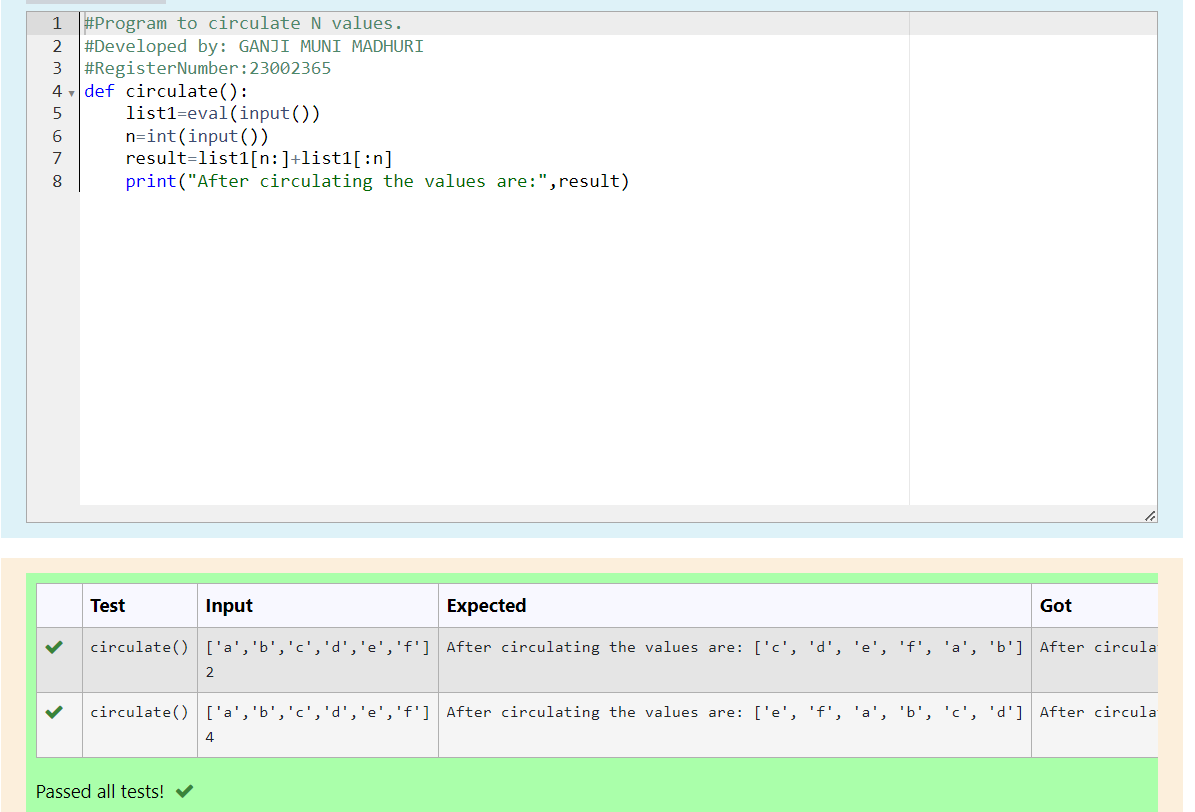 1 #Program to circulate N values.
2 #Developed by: GANJI MUNI MADHURI
3 #RegisterNumber:23002365
4 def circulate():
5     list1=eval(input())
6     n=int(input())
7     result=list1[n:]+list1[:n]
8     print("After circulating the values are:",result)
Test Input Expected Got
circulate() ['a','b','c','d','e','f'] After circulating the values are: ['c', 'd', 'e', 'f', 'a', 'b'] After circula
2
circulate() ['a','b','c','d','e','f'] After circulating the values are: ['e', 'f', 'a', 'b', 'c', 'd'] After circula
4
Passed all tests!